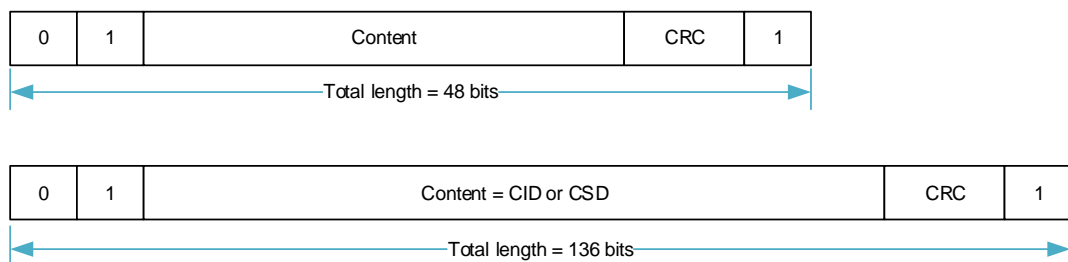 0 1 Content CRC 1
Total length = 48 bits
0 1 Content = CID or CSD CRC 1
Total length = 136 bits